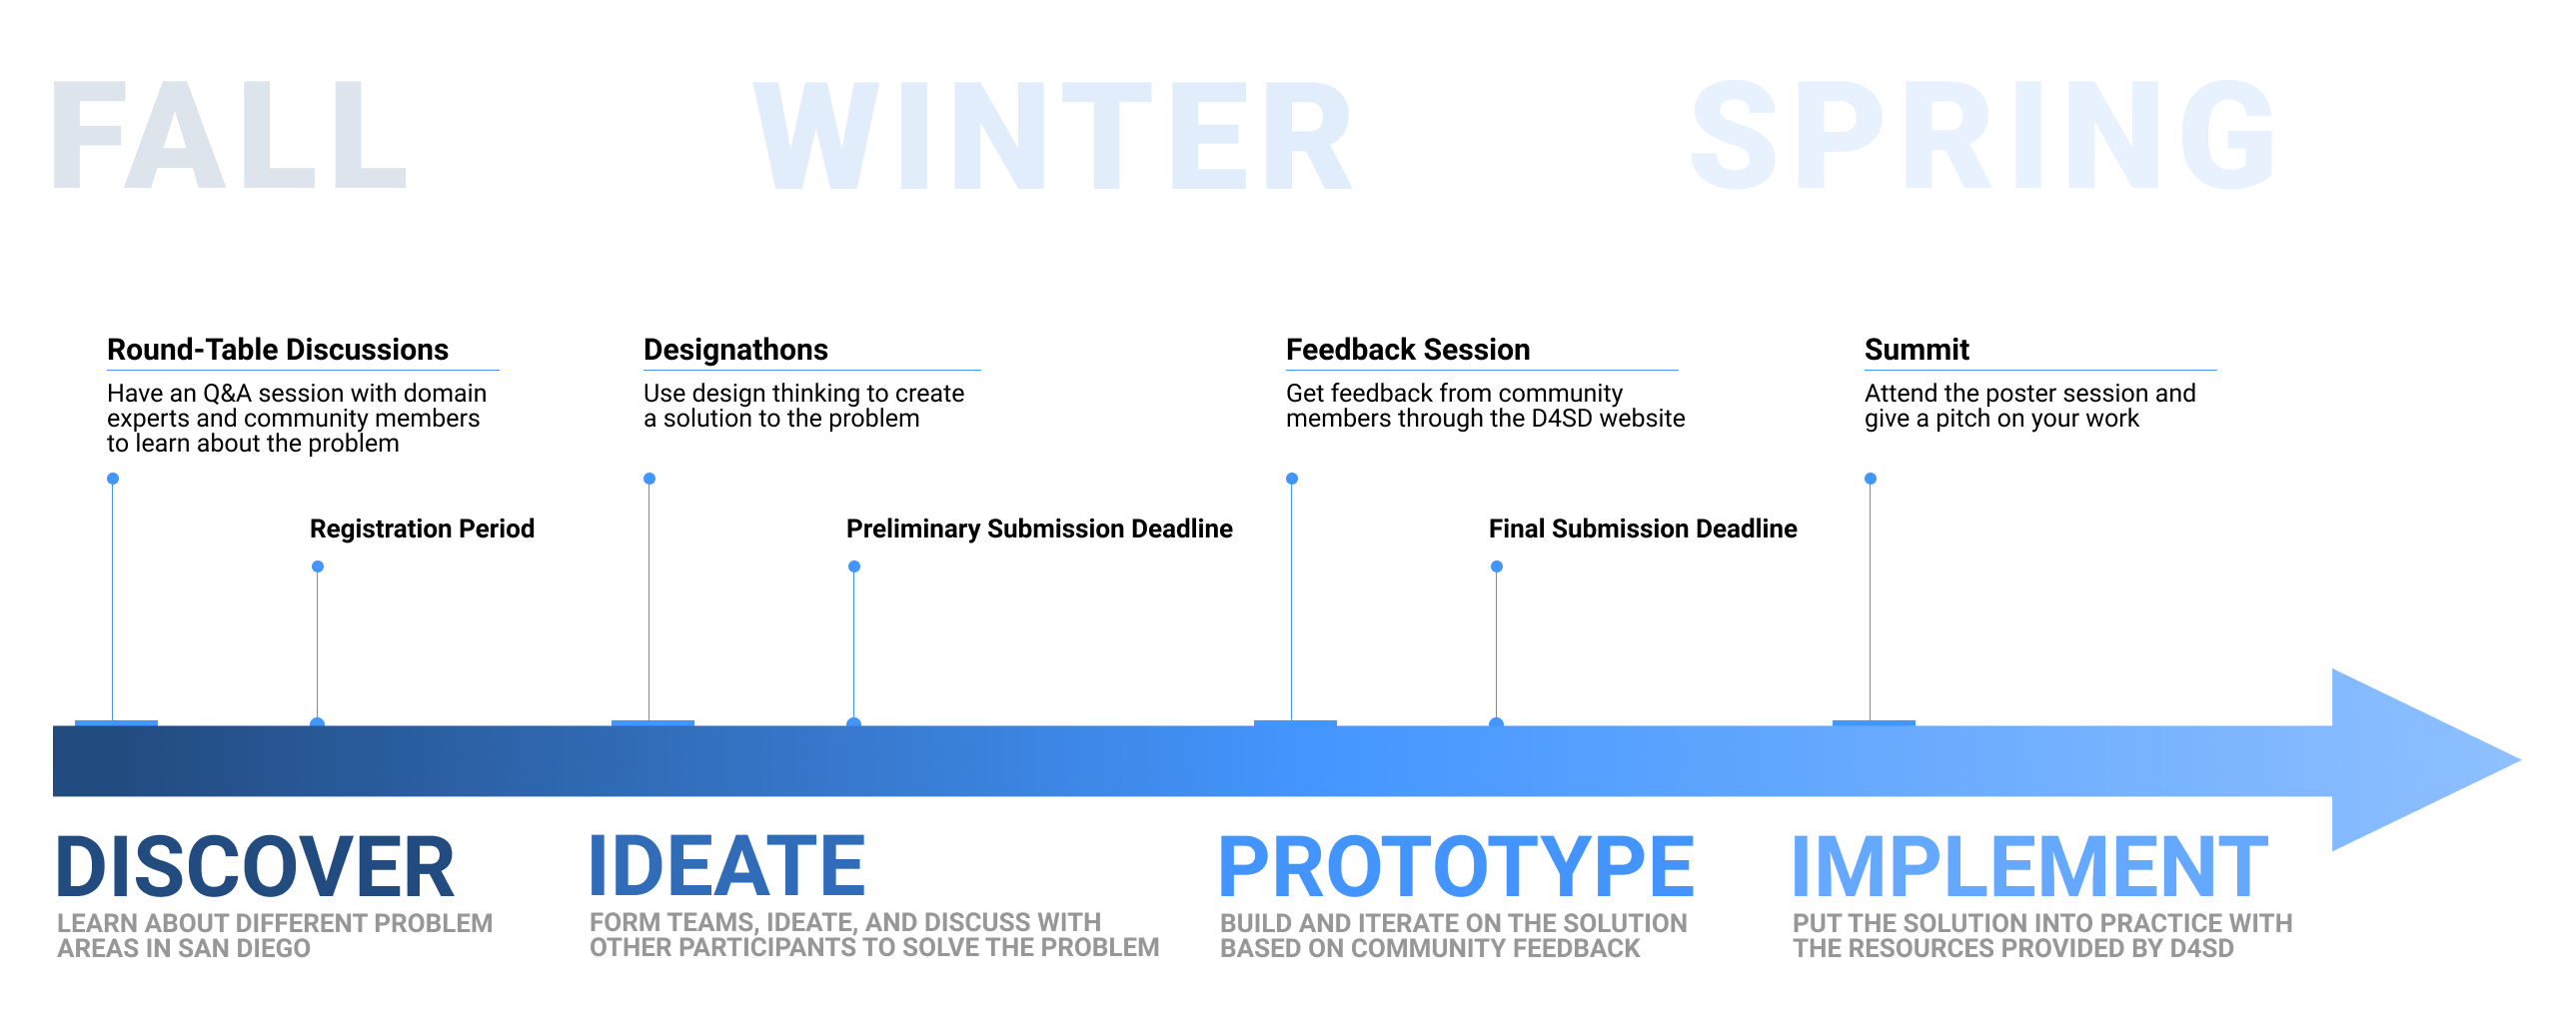 FALL
WINTER
SPRING
Round-Table Discussions
Have an Q&A session with domain
experts and community members
to learn about the problem
Designathons
Use design thinking to create
a solution to the problem
Feedback Session
Get feedback from community
members through the D4SD website
Summit
Attend the poster session and
give a pitch on your work
Registration Period
Preliminary Submission Deadline
Final Submission Deadline
DISCOVER
LEARN ABOUT DIFFERENT PROBLEM
AREAS IN SAN DIEGO
IDEATE
FORM TEAMS, IDEATE, AND DISCUSS WITH
OTHER PARTICIPANTS TO SOLVE THE PROBLEM
PROTOTYPE
BUILD AND ITERATE ON THE SOLUTION
BASED ON COMMUNITY FEEDBACK
IMPLEMENT
PUT THE SOLUTION INTO PRACTICE WITH
THE RESOURCES PROVIDED BY D4SD